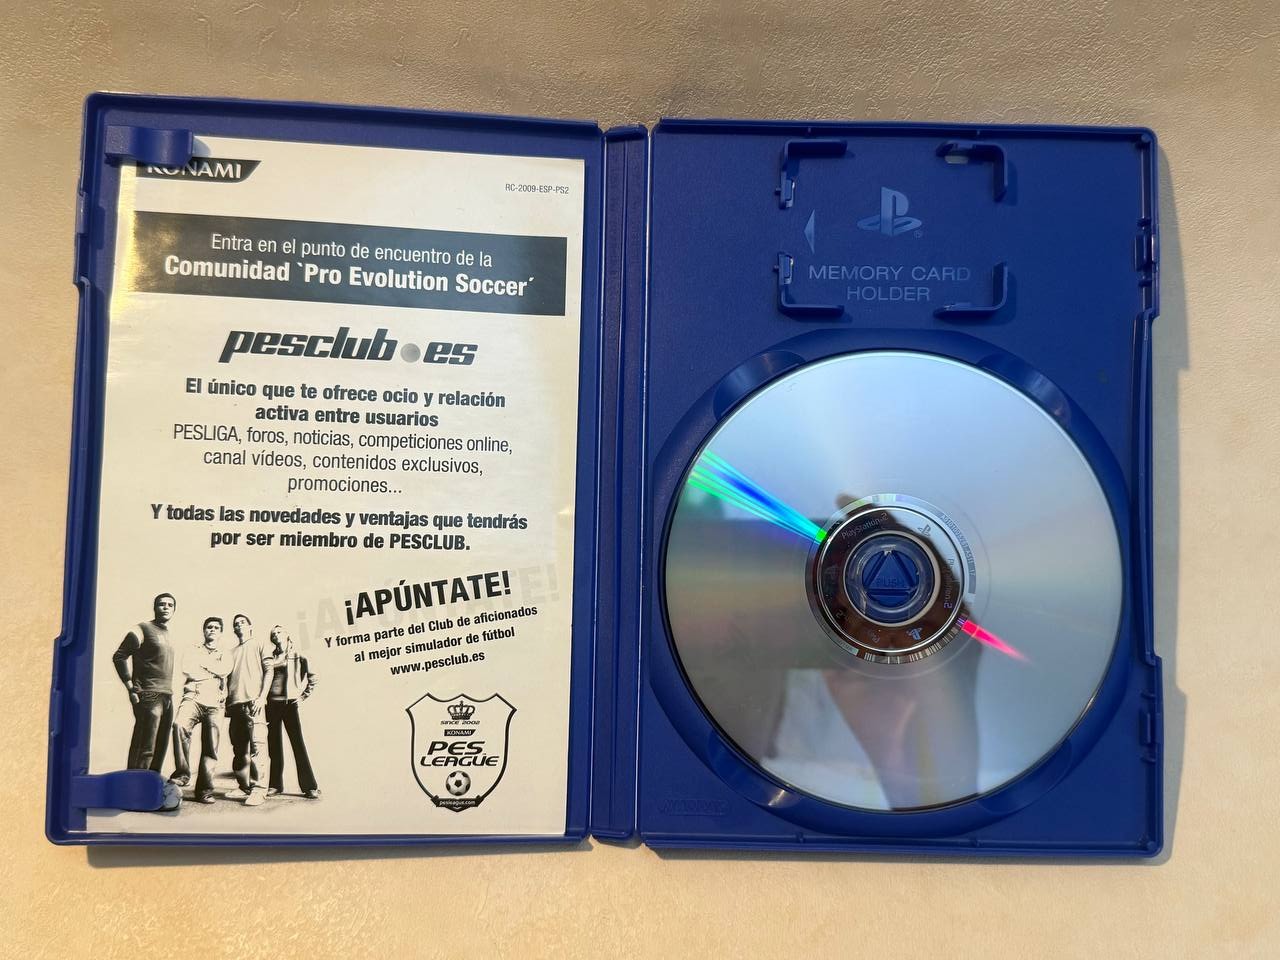 KONAMI
RC-2009-ESP-PS2
Entra en el punto de encuentro de la
Comunidad `Pro Evolution Soccer´
pesclub.es
El único que te ofrece ocio y relación
activa entre usuarios
PESLIGA, foros, noticias, competiciones online,
canal vídeos, contenidos exclusivos,
promociones...
Y todas las novedades y ventajas que tendrás
por ser miembro de PESCLUB.
¡APÚNTATE!
Y forma parte del Club de aficionados
al mejor simulador de fútbol
www.pesclub.es
SINCE 2002
KONAMI
PES
LEAGUE
pesleague.com
MEMORY CARD
HOLDER
PlayStation.2
PUSH